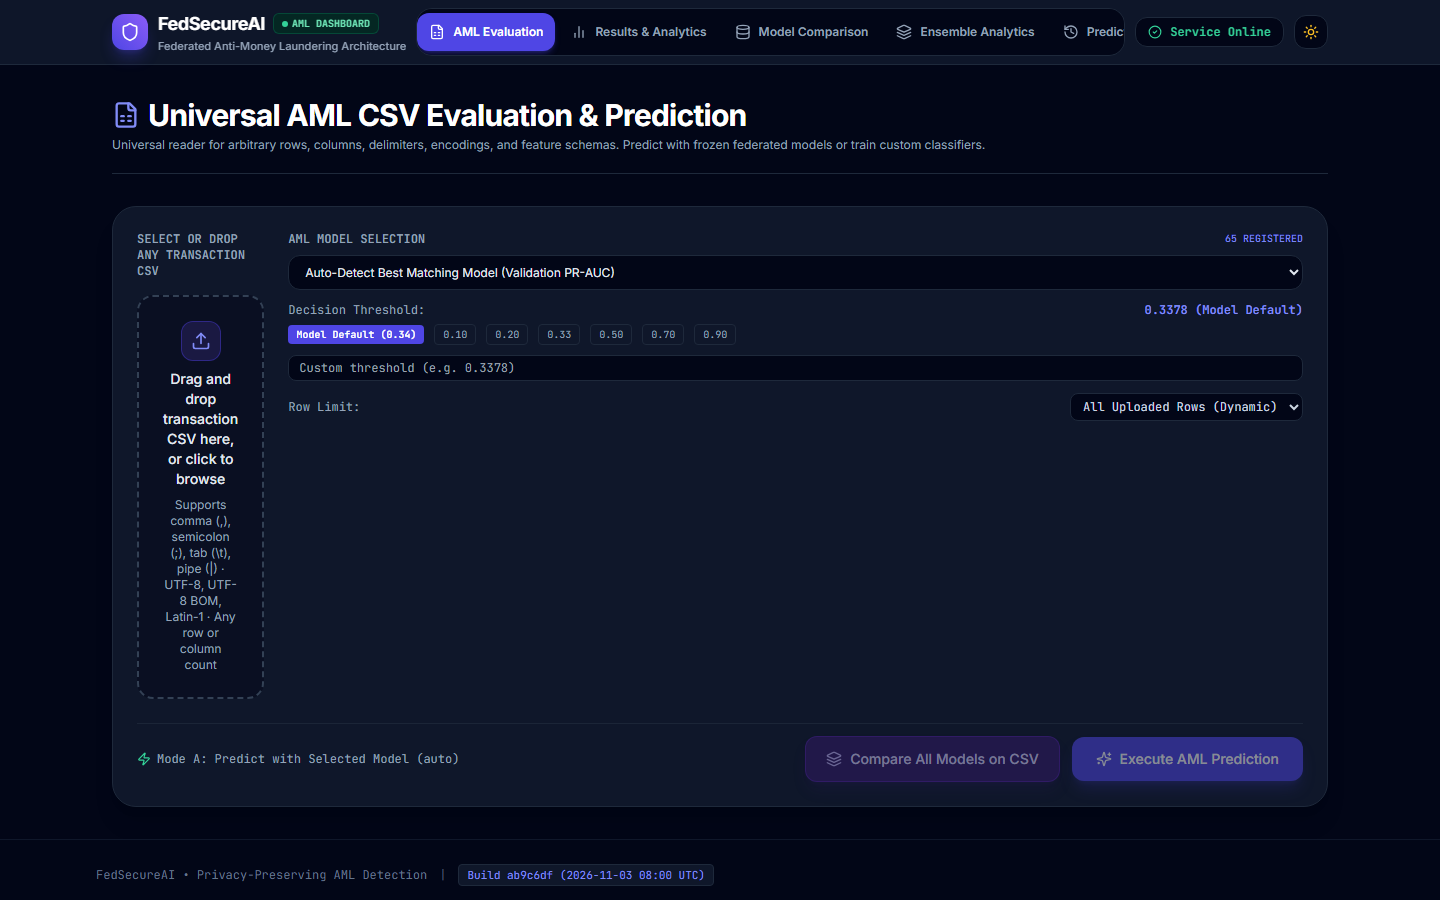 FedSecureAI
AML DASHBOARD
Federated Anti-Money Laundering Architecture
AML Evaluation
Results & Analytics
Model Comparison
Ensemble Analytics
Predic
Service Online
Universal AML CSV Evaluation & Prediction
Universal reader for arbitrary rows, columns, delimiters, encodings, and feature schemas. Predict with frozen federated models or train custom classifiers.
SELECT OR DROP
ANY TRANSACTION
CSV
Drag and
drop
transaction
CSV here,
or click to
browse
Supports
comma (,),
semicolon
(;), tab (\t),
pipe (|) ·
UTF-8, UTF-
8 BOM,
Latin-1 · Any
row or
column
count
AML MODEL SELECTION
65 REGISTERED
Auto-Detect Best Matching Model (Validation PR-AUC)
Decision Threshold:
0.3378 (Model Default)
Model Default (0.34)
0.10
0.20
0.33
0.50
0.70
0.90
Custom threshold (e.g. 0.3378)
Row Limit:
All Uploaded Rows (Dynamic)
Mode A: Predict with Selected Model (auto)
Compare All Models on CSV
Execute AML Prediction
FedSecureAI • Privacy-Preserving AML Detection |
Build ab9c6df (2026-11-03 08:00 UTC)